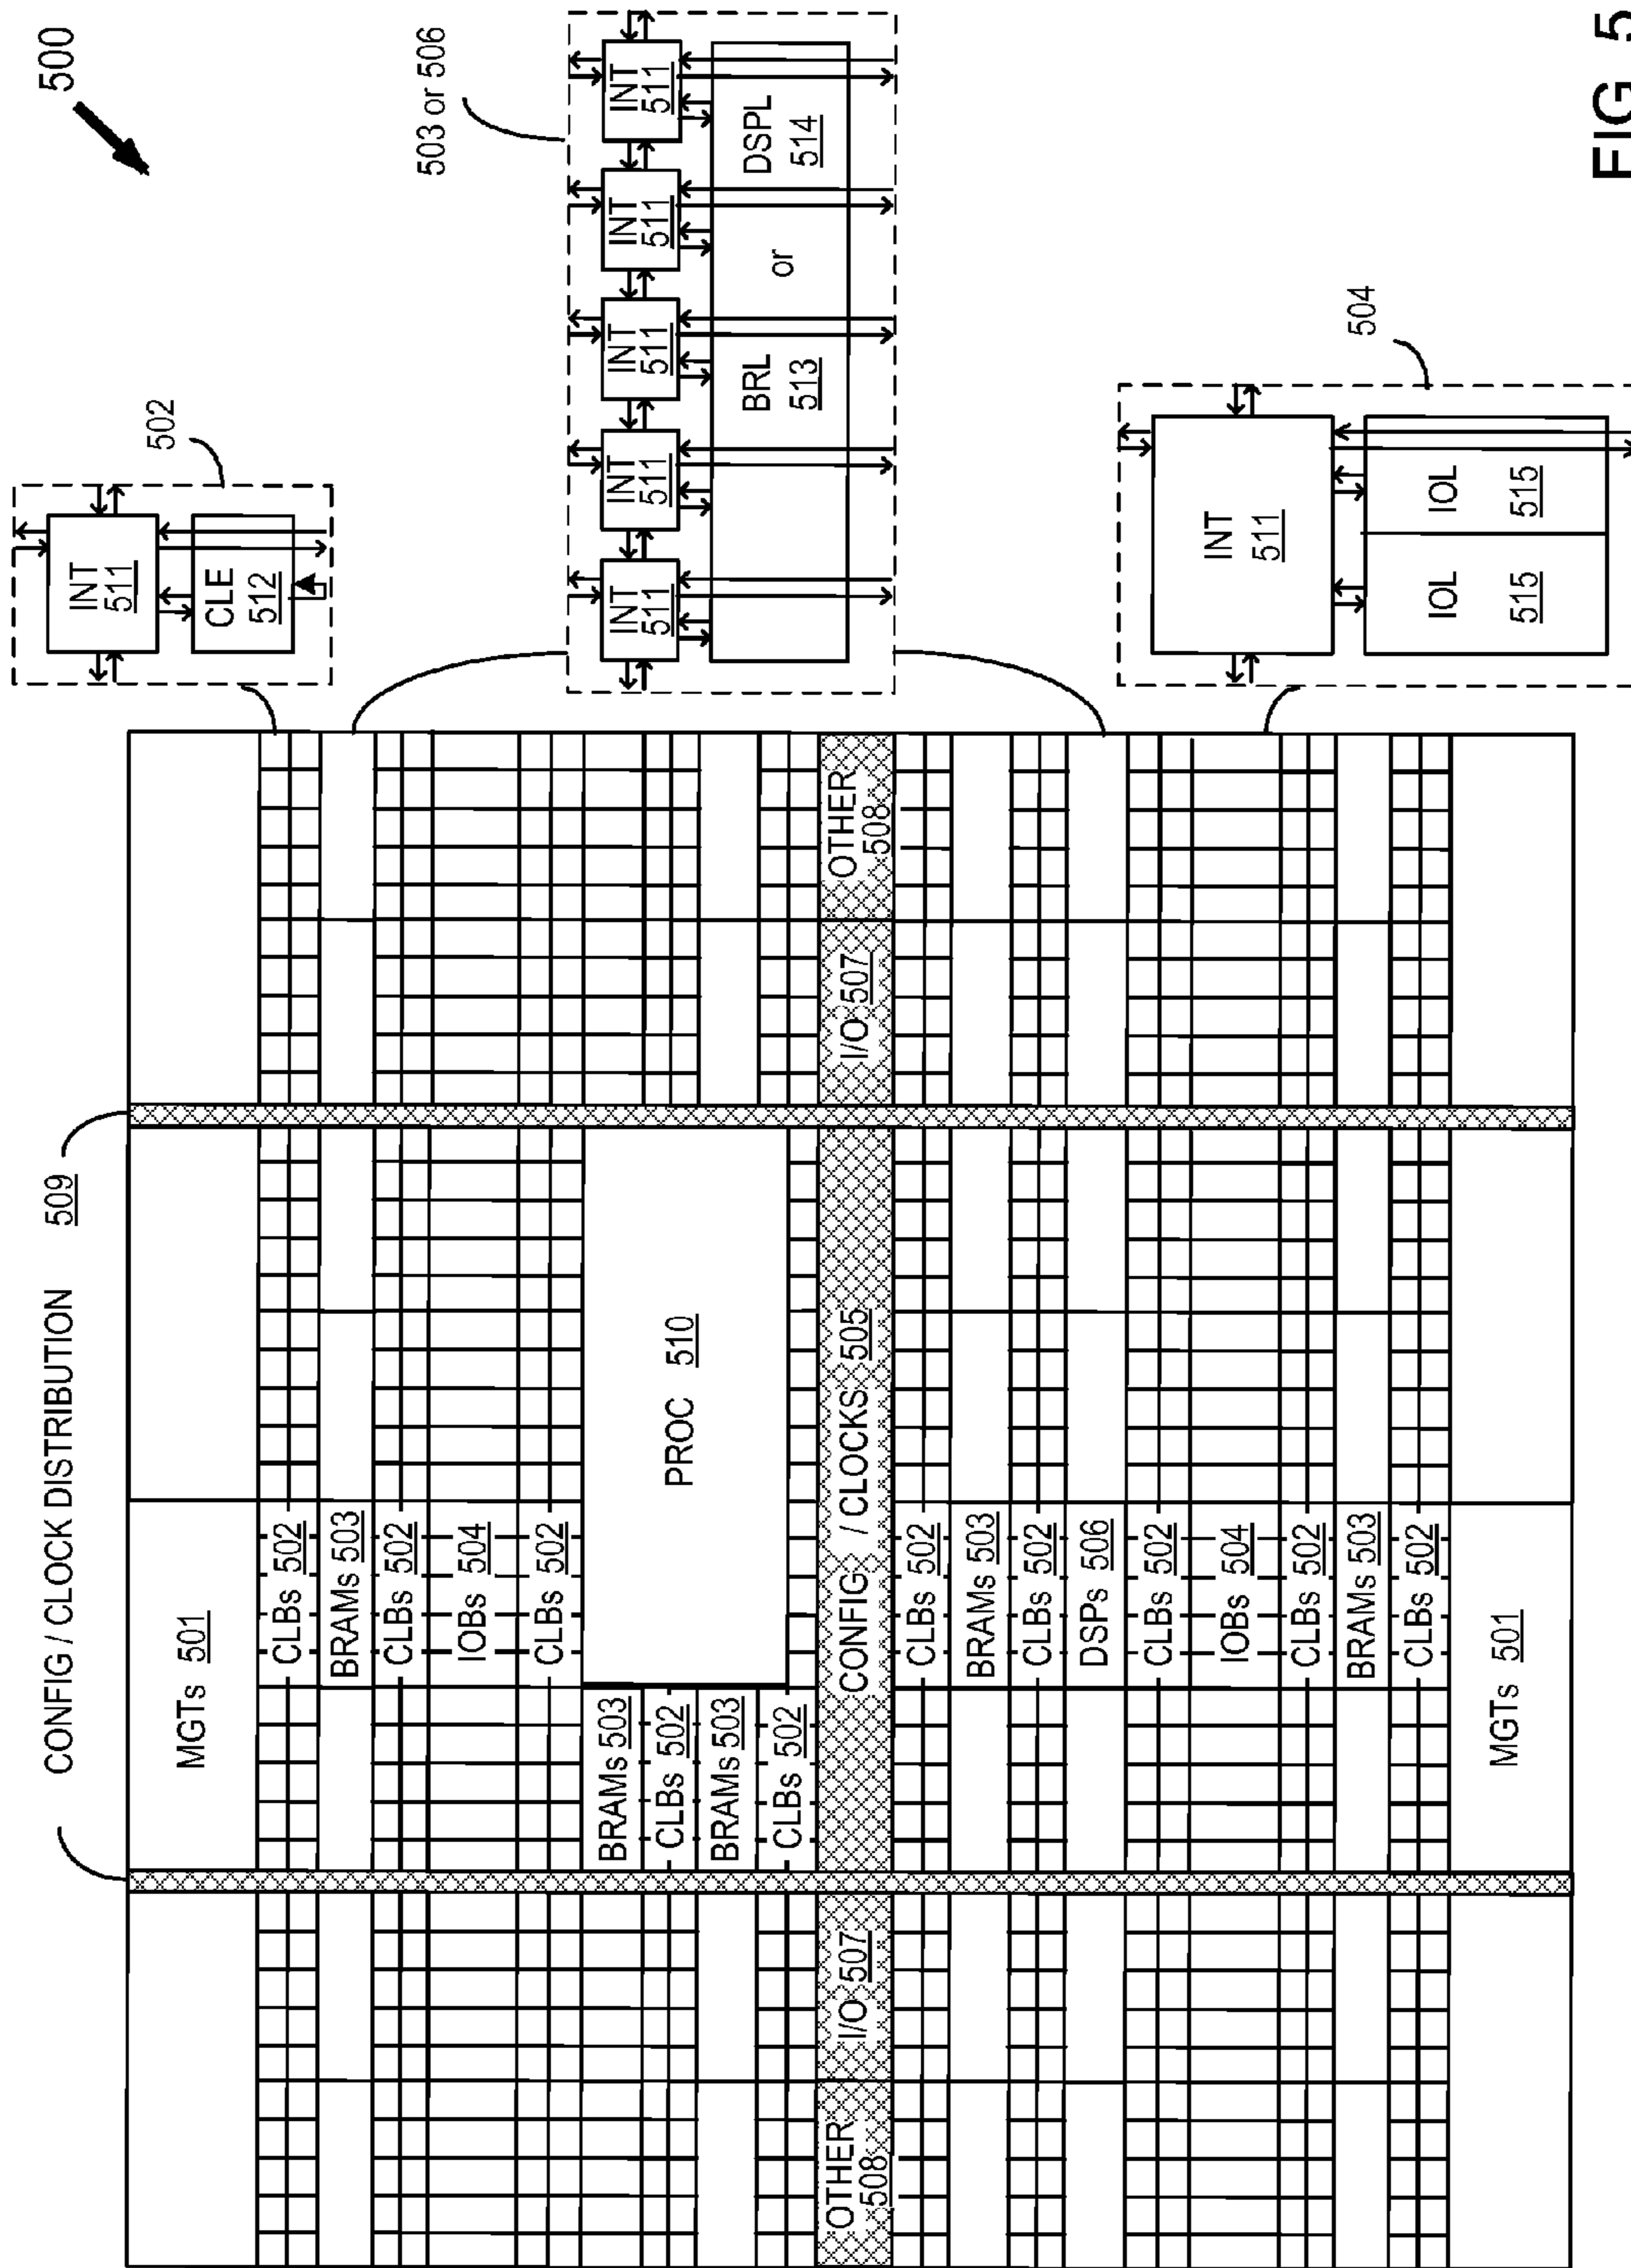 500
502
INT
511
CLE
512
503 or 506
INT
511
INT
511
INT
511
INT
511
INT
511
BRL
513
or
DSPL
514
504
INT
511
IOL
515
IOL
515
CONFIG / CLOCK DISTRIBUTION 509
MGTs 501
CLBs 502
BRAMs 503
CLBs 502
IOBs 504
CLBs 502
PROC 510
BRAMs 503
CLBs 502
BRAMs 503
CLBs 502
OTHER
508
I/O 507
CONFIG / CLOCKS 505
I/O 507
OTHER
508
CLBs 502
BRAMs 503
CLBs 502
DSPs 506
CLBs 502
IOBs 504
CLBs 502
BRAMs 503
CLBs 502
MGTs 501
FIG 5